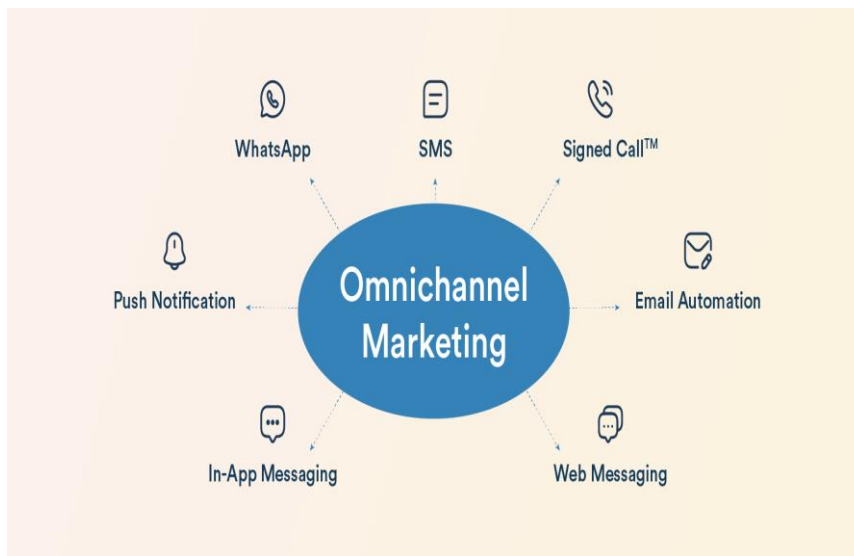 WhatsApp
SMS
Signed Call™
Push Notification
Omnichannel
Marketing
Email Automation
In-App Messaging
Web Messaging